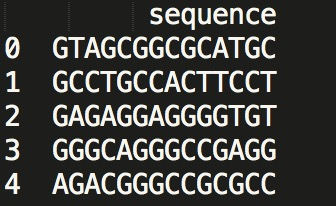 sequence
0 GTAGCGGCGCATGC
1 GCCTGCCACTTCCT
2 GAGAGGAGGGGTGT
3 GGGCAGGGCCGAGG
4 AGACGGGCCGCGCC